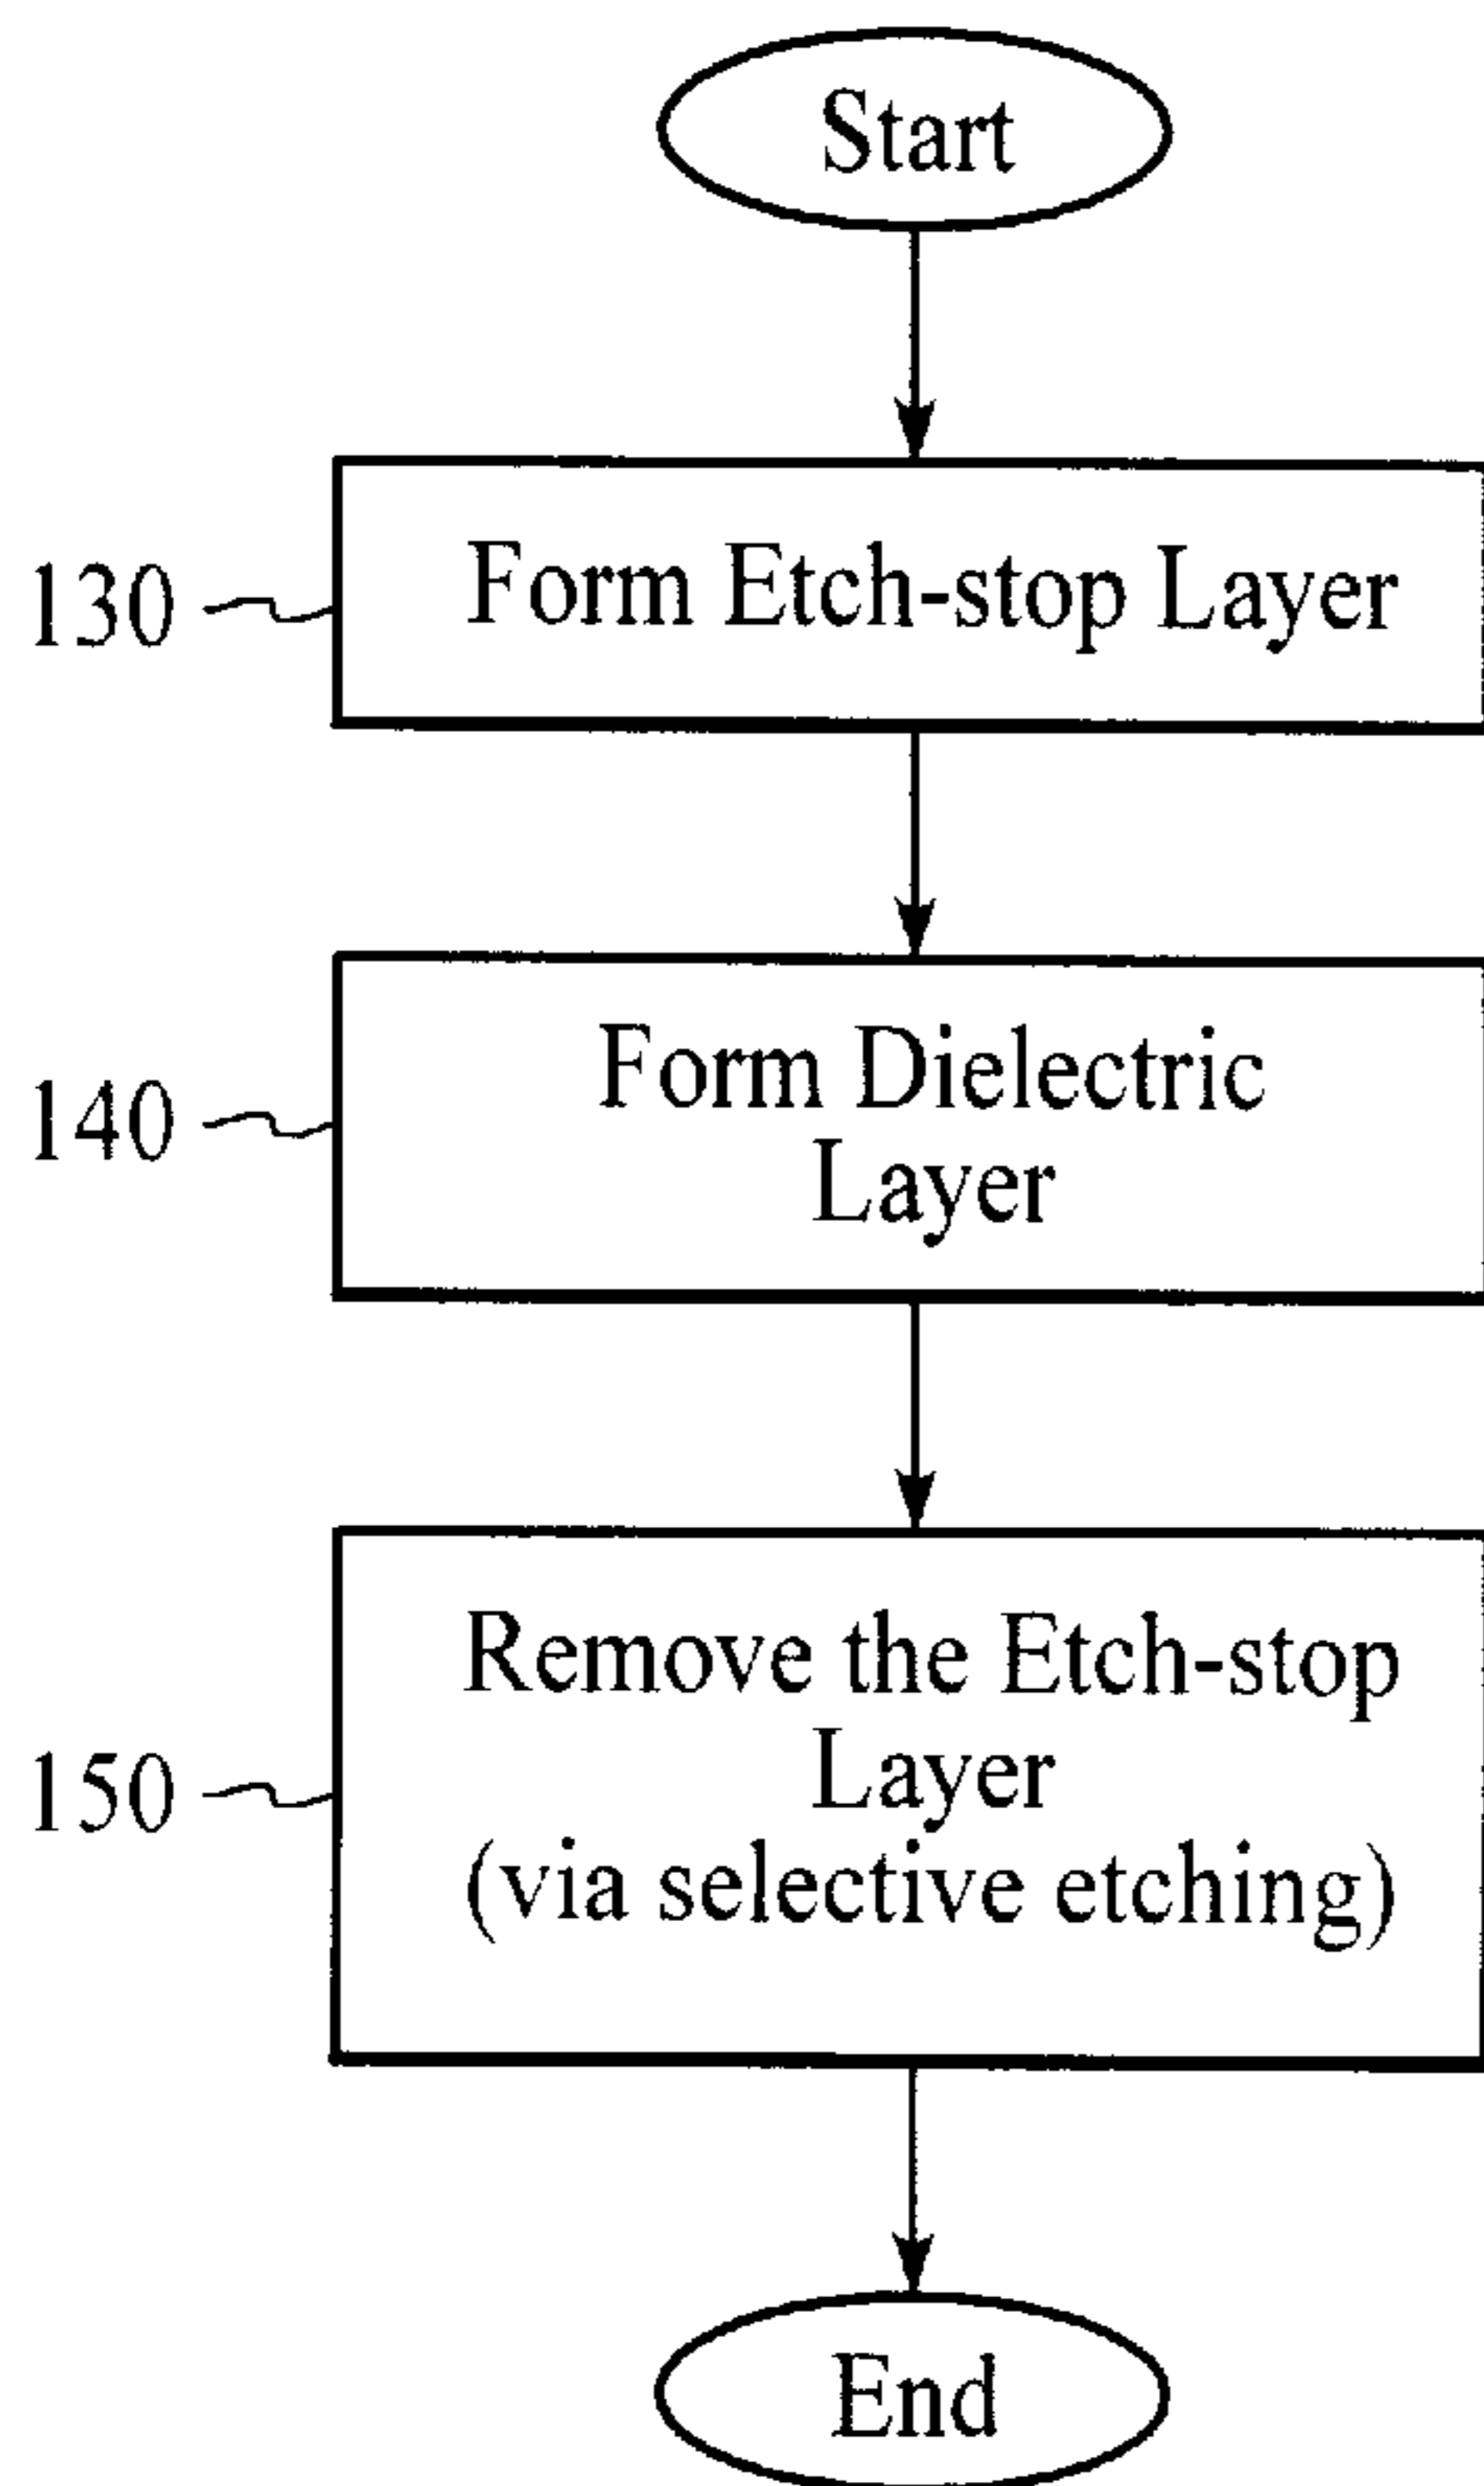 Start
130
Form Etch-stop Layer
140
Form Dielectric
Layer
150
Remove the Etch-stop
Layer
(via selective etching)
End